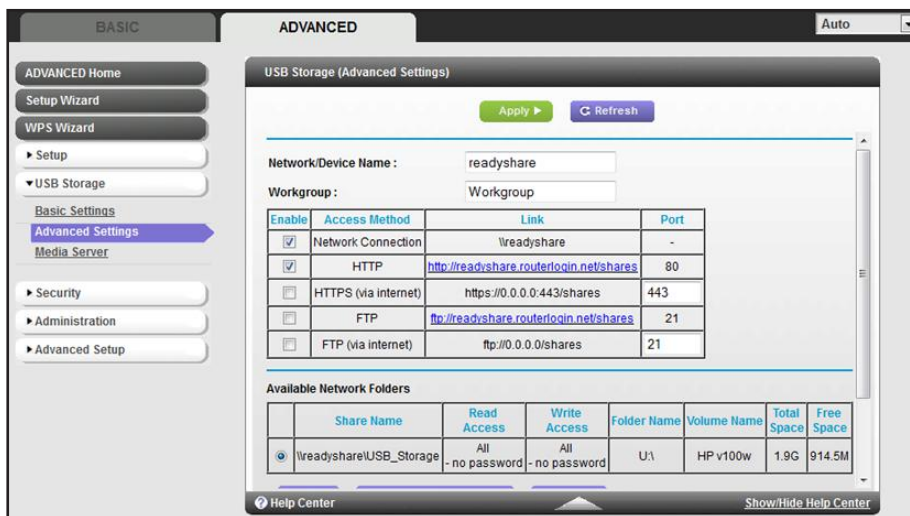 BASIC
ADVANCED
Auto
ADVANCED Home
Setup Wizard
WPS Wizard
Setup
USB Storage
Basic Settings
Advanced Settings
Media Server
Security
Administration
Advanced Setup
USB Storage (Advanced Settings)
Apply
Refresh
Network/Device Name : readyshare
Workgroup : Workgroup
Enable Access Method Link Port
Network Connection \\readyshare -
HTTP http://readyshare.routerlogin.net/shares 80
HTTPS (via internet) https://0.0.0.0:443/shares 443
FTP ftp://readyshare.routerlogin.net/shares 21
FTP (via internet) ftp://0.0.0.0/shares 21
Available Network Folders
Share Name Read Access Write Access Folder Name Volume Name Total Space Free Space
\\readyshare\USB_Storage All - no password All - no password U:\ HP v100w 1.9G 914.5M
Help Center
Show/Hide Help Center